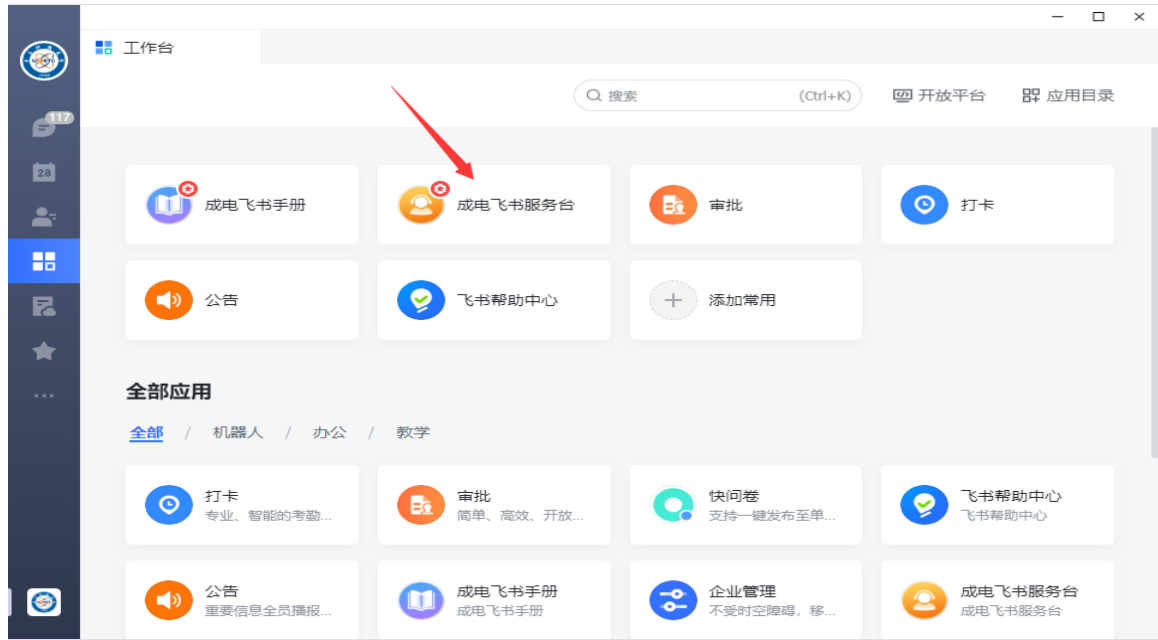 工作台
搜索 (Ctrl+K) 开放平台 应用目录
117
28
成电飞书手册 成电飞书服务台 审批 打卡
公告 飞书帮助中心 添加常用
全部应用
全部 / 机器人 / 办公 / 教学
打卡 审批 快问卷 飞书帮助中心
专业、智能的考勤... 简单、高效、开放... 支持一键发布至单... 飞书帮助中心
公告 成电飞书手册 企业管理 成电飞书服务台
重要信息全员播报... 成电飞书手册 不受时空障碍，移... 成电飞书服务台